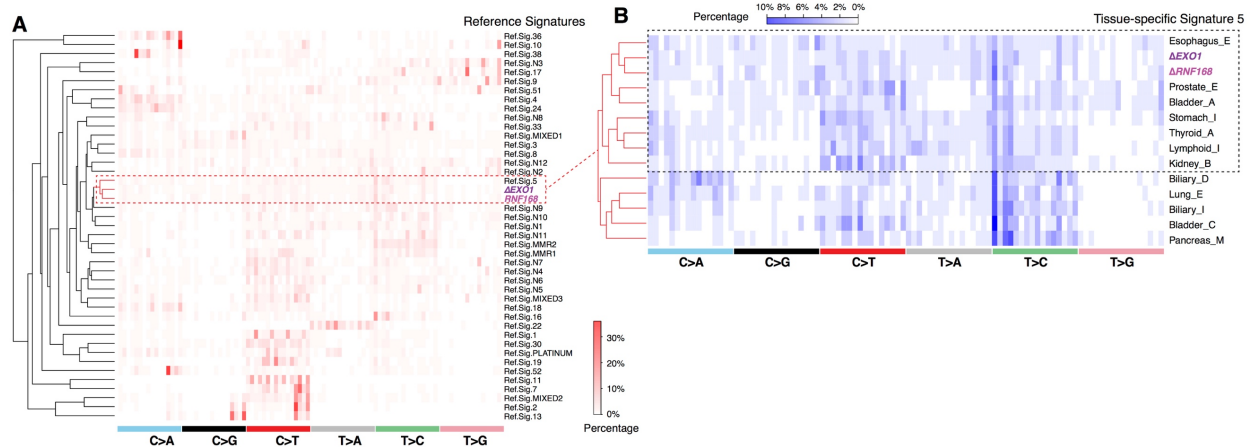 A
Reference Signatures
Ref.Sig.36
Ref.Sig.10
Ref.Sig.38
Ref.Sig.N3
Ref.Sig.17
Ref.Sig.9
Ref.Sig.51
Ref.Sig.4
Ref.Sig.24
Ref.Sig.N8
Ref.Sig.33
Ref.Sig.MIXED1
Ref.Sig.3
Ref.Sig.8
Ref.Sig.N12
Ref.Sig.N2
Ref.Sig.5
ΔEXO1
RNF168
Ref.Sig.N9
Ref.Sig.N10
Ref.Sig.N1
Ref.Sig.N11
Ref.Sig.MMR2
Ref.Sig.MMR1
Ref.Sig.N7
Ref.Sig.N4
Ref.Sig.N6
Ref.Sig.N5
Ref.Sig.MIXED3
Ref.Sig.18
Ref.Sig.16
Ref.Sig.22
Ref.Sig.1
Ref.Sig.30
Ref.Sig.PLATINUM
Ref.Sig.19
Ref.Sig.52
Ref.Sig.11
Ref.Sig.7
Ref.Sig.MIXED2
Ref.Sig.2
Ref.Sig.13
C>A C>G C>T T>A T>C T>G
30%
20%
10%
0%
Percentage
B
Percentage 10% 8% 6% 4% 2% 0%
Tissue-specific Signature 5
Esophagus_E
ΔEXO1
ΔRNF168
Prostate_E
Bladder_A
Stomach_I
Thyroid_A
Lymphoid_I
Kidney_B
Biliary_D
Lung_E
Biliary_I
Bladder_C
Pancreas_M
C>A C>G C>T T>A T>C T>G